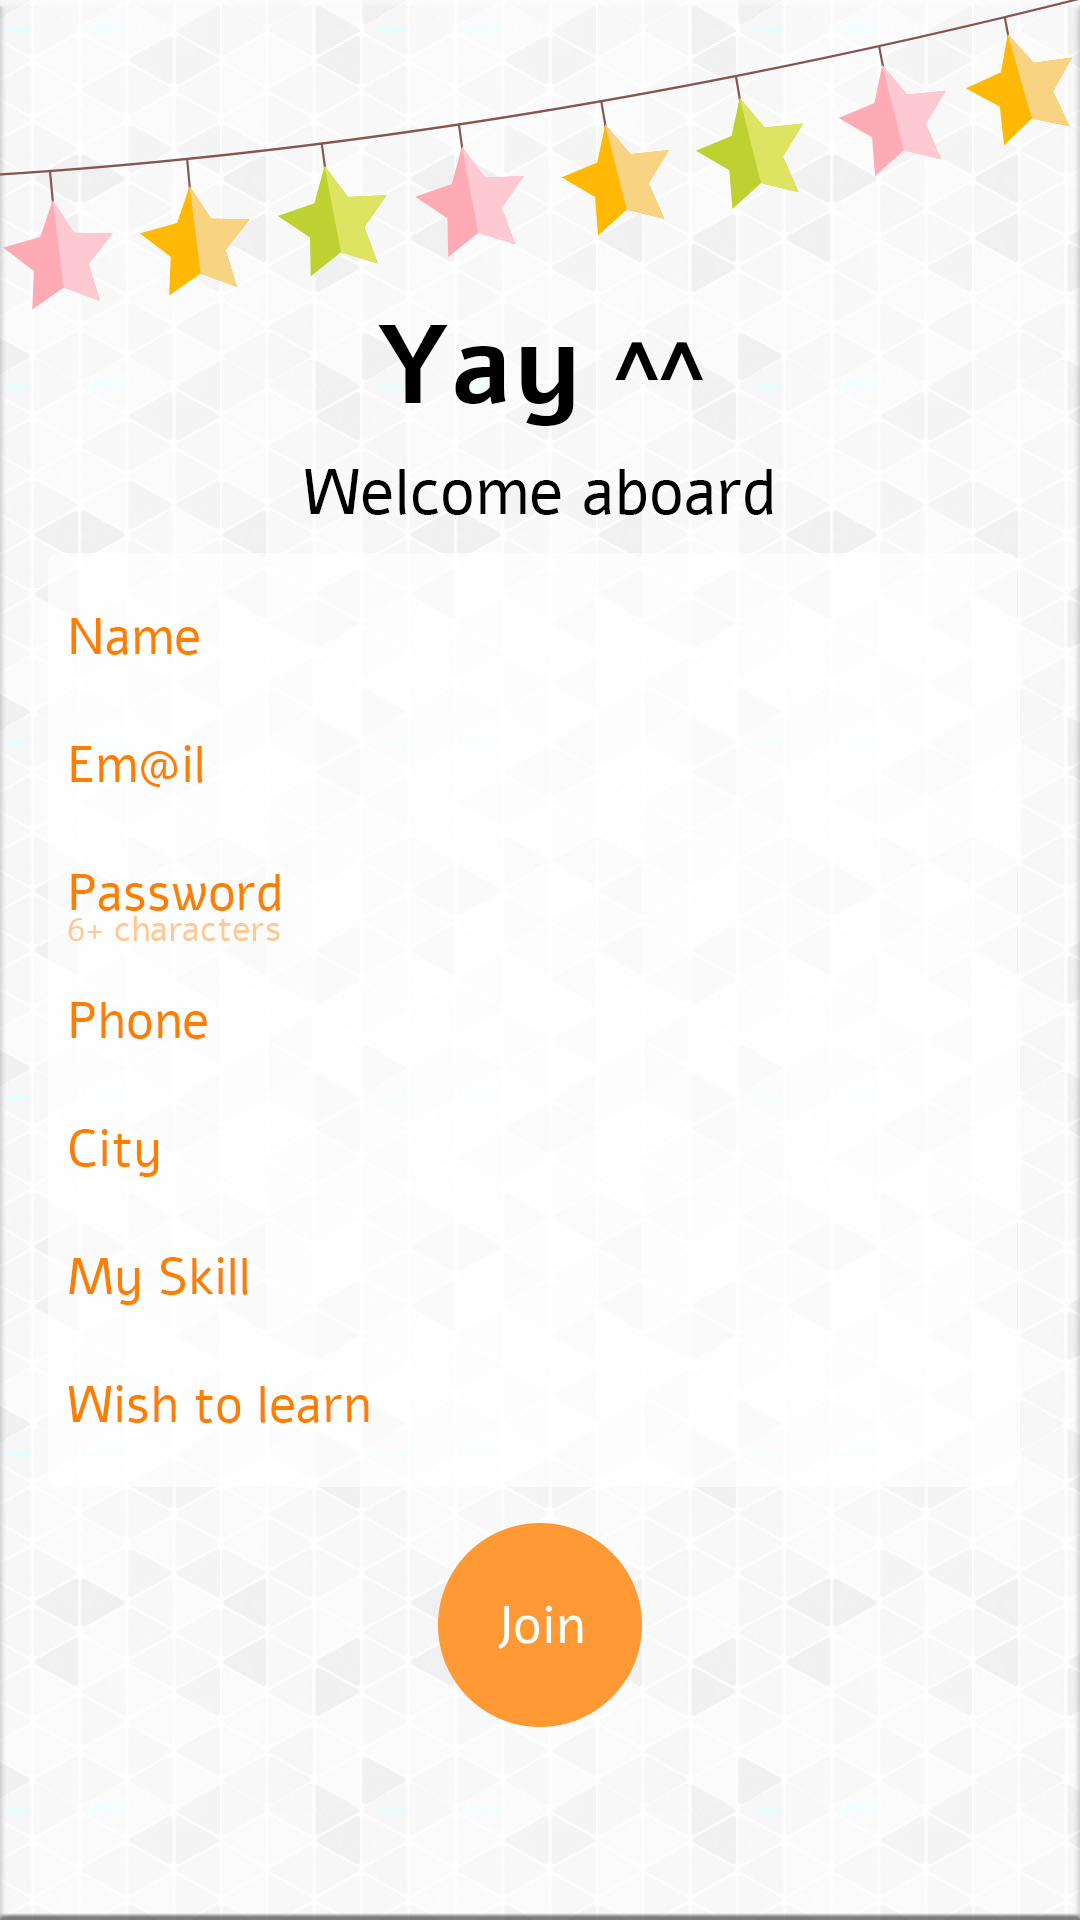 Yay ^^
Welcome aboard
Name
Em@il
Password
6+ characters
Phone
City
My Skill
Wish to learn
Join